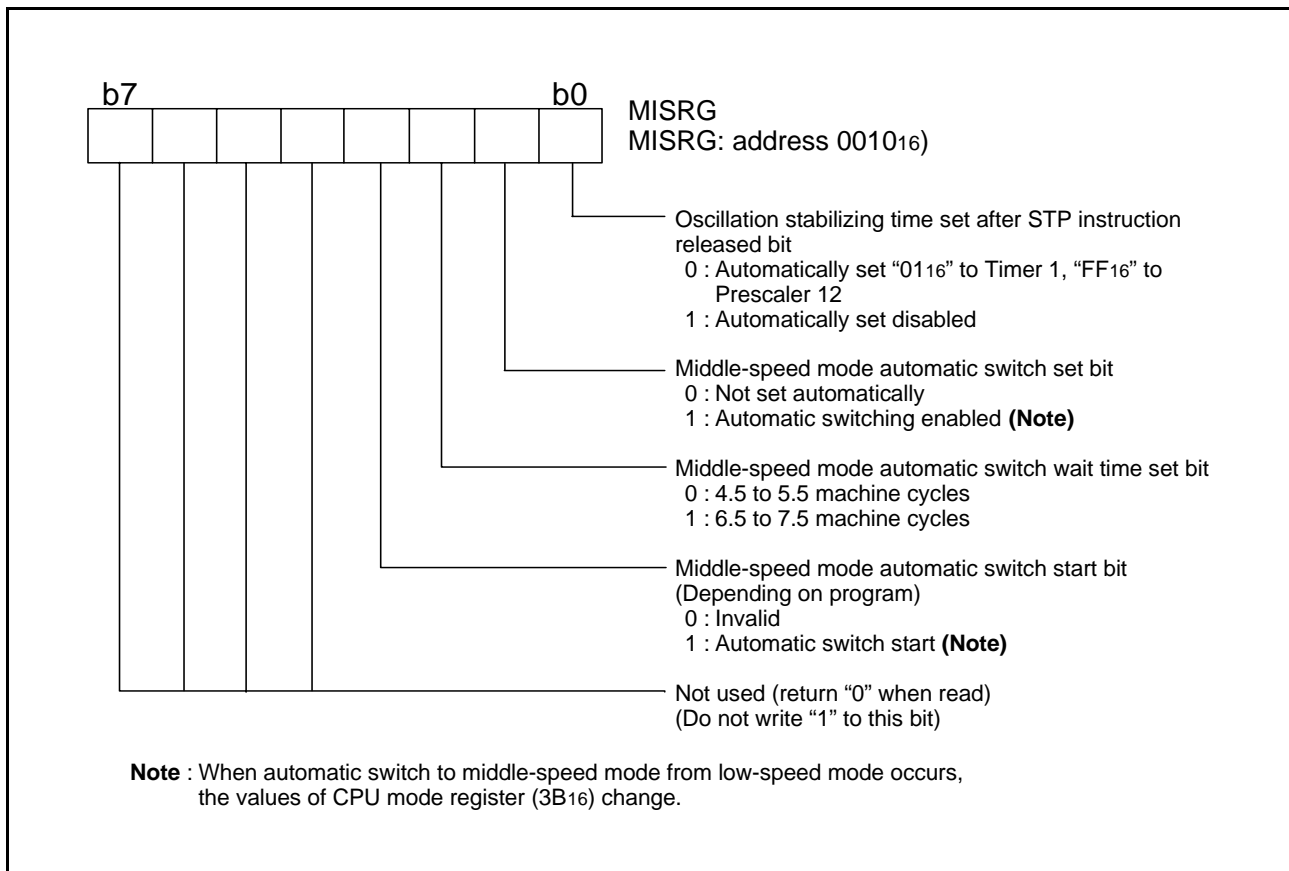 b7 b0
MISRG
MISRG: address 001016)
Oscillation stabilizing time set after STP instruction
released bit
0 : Automatically set “0116” to Timer 1, “FF16” to
Prescaler 12
1 : Automatically set disabled
Middle-speed mode automatic switch set bit
0 : Not set automatically
1 : Automatic switching enabled (Note)
Middle-speed mode automatic switch wait time set bit
0 : 4.5 to 5.5 machine cycles
1 : 6.5 to 7.5 machine cycles
Middle-speed mode automatic switch start bit
(Depending on program)
0 : Invalid
1 : Automatic switch start (Note)
Not used (return “0” when read)
(Do not write “1” to this bit)
Note : When automatic switch to middle-speed mode from low-speed mode occurs,
the values of CPU mode register (3B16) change.